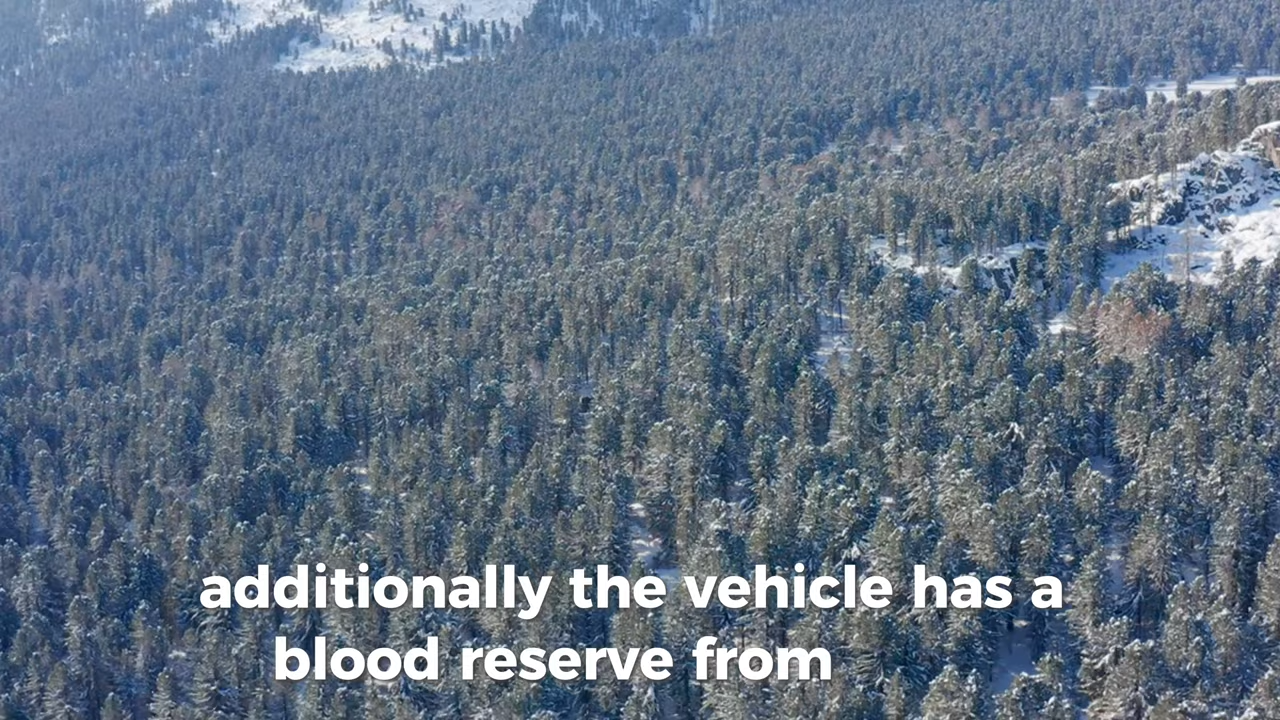 additionally the vehicle has a
blood reserve from